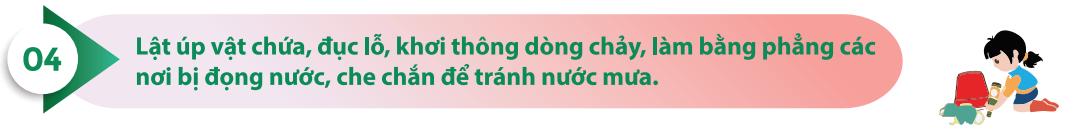 04
Lật úp vật chứa, đục lỗ, khơi thông dòng chảy, làm bằng phẳng các
nơi bị đọng nước, che chắn để tránh nước mưa.